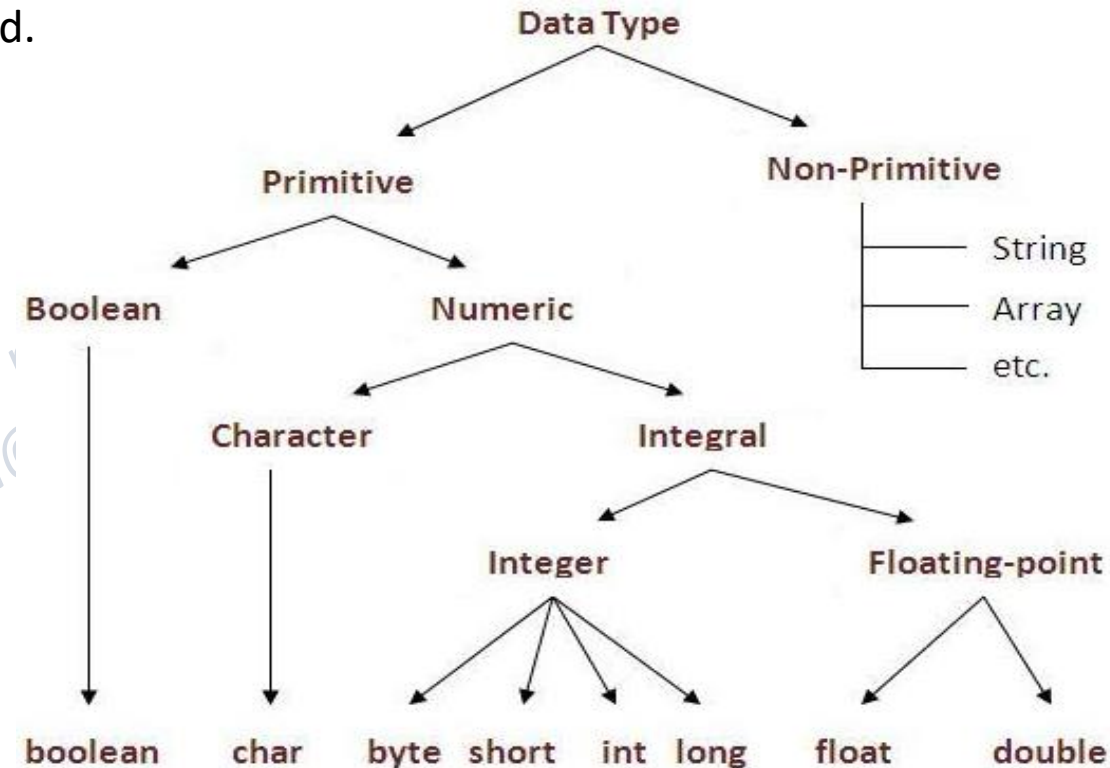 d.
Data Type
Primitive
Non-Primitive
String
Array
etc.
Boolean
Numeric
Character
Integral
Integer
Floating-point
boolean
char
byte
short
int
long
float
double